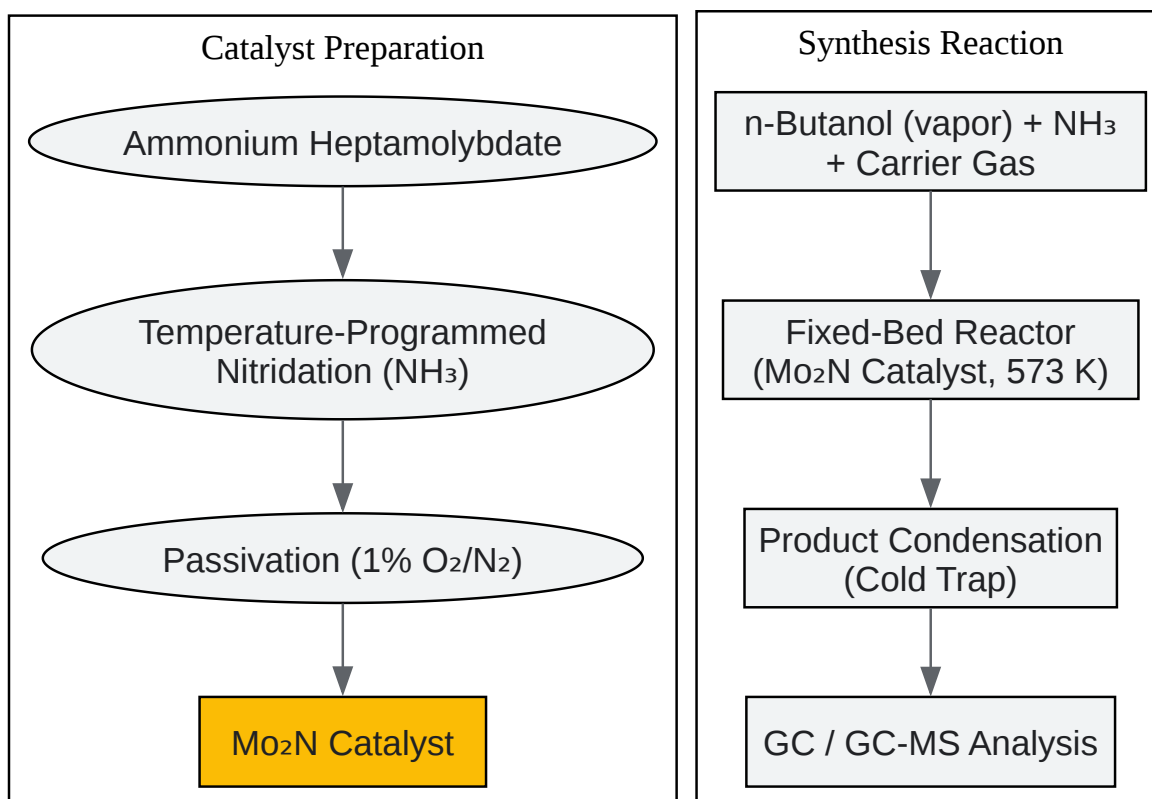 Catalyst Preparation
Ammonium Heptamolybdate
Temperature-Programmed
Nitridation (NH₃)
Passivation (1% O₂/N₂)
Mo₂N Catalyst
Synthesis Reaction
n-Butanol (vapor) + NH₃
+ Carrier Gas
Fixed-Bed Reactor
(Mo₂N Catalyst, 573 K)
Product Condensation
(Cold Trap)
GC / GC-MS Analysis